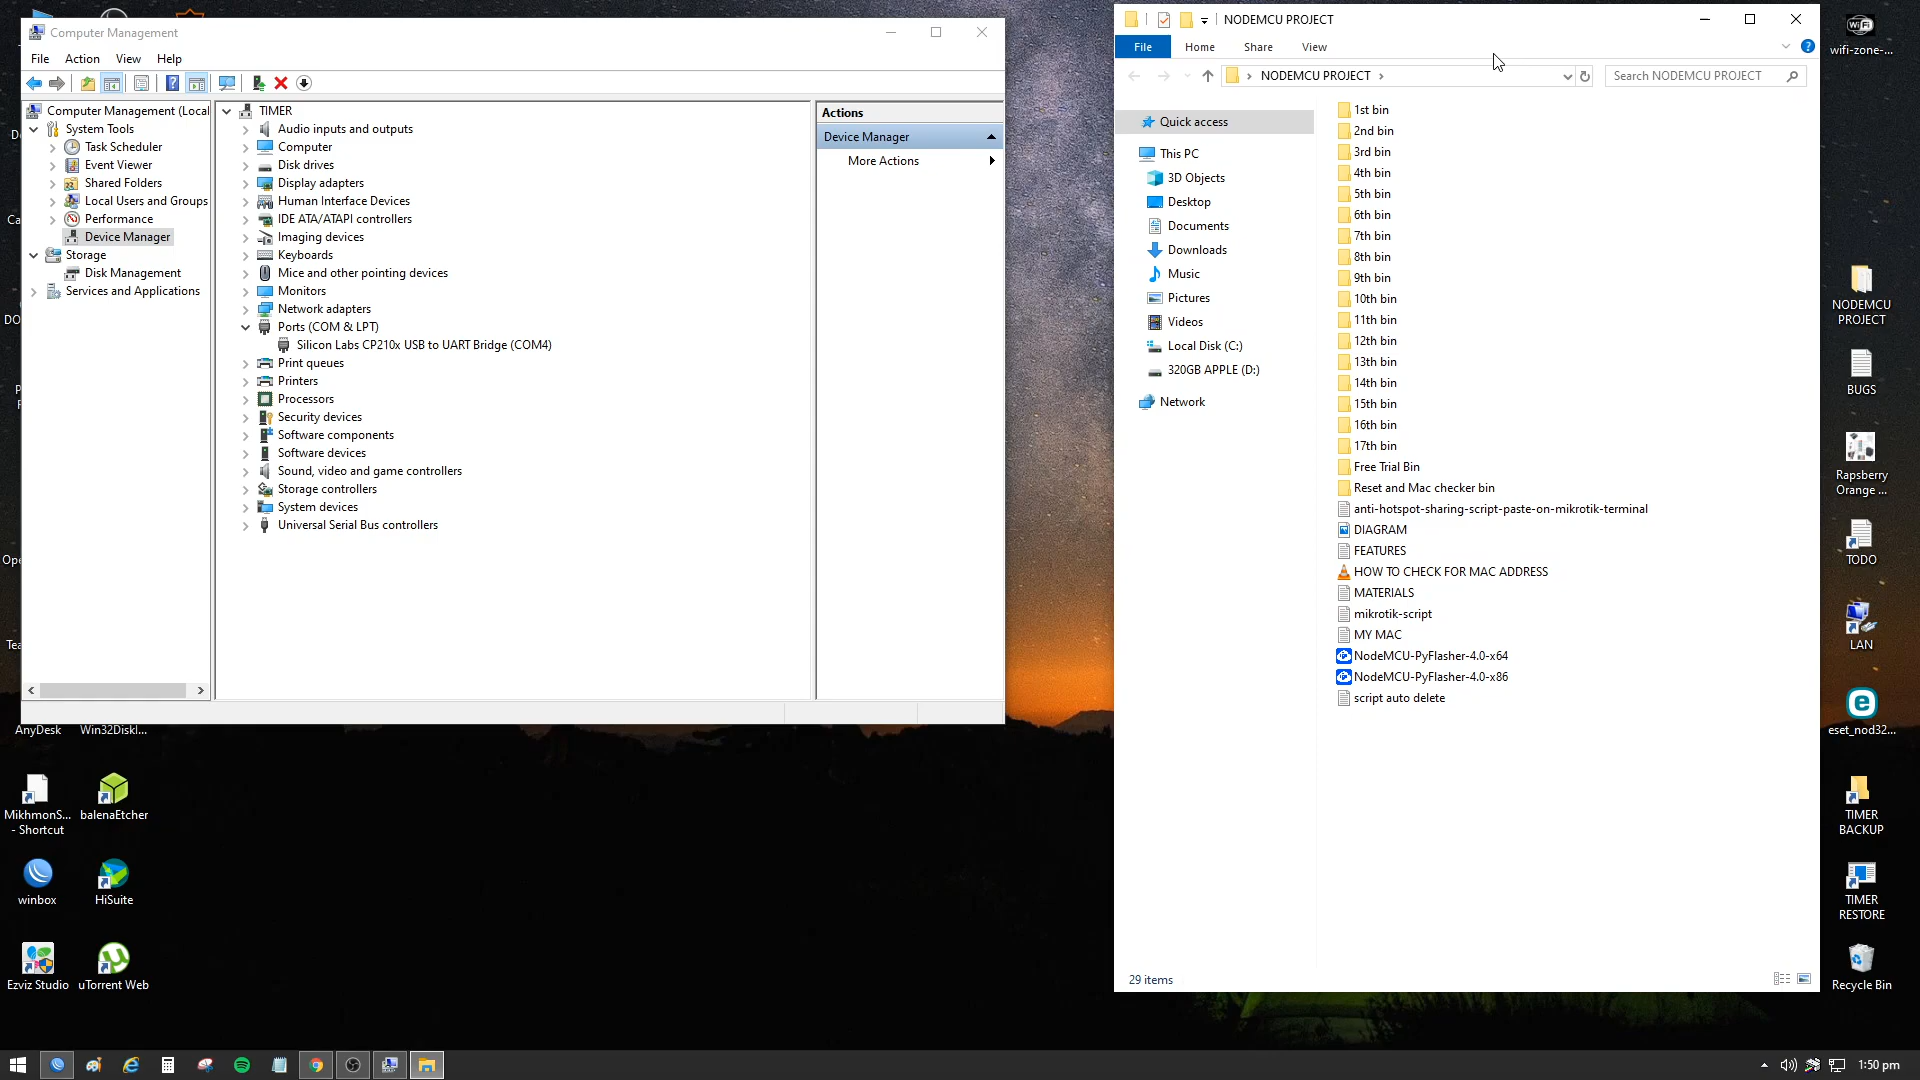 Computer Management
File Action View Help
Computer Management (Local
System Tools
Task Scheduler
Event Viewer
Shared Folders
Local Users and Groups
Performance
Device Manager
Storage
Disk Management
Services and Applications
TIMER
Audio inputs and outputs
Computer
Disk drives
Display adapters
Human Interface Devices
IDE ATA/ATAPI controllers
Imaging devices
Keyboards
Mice and other pointing devices
Monitors
Network adapters
Ports (COM & LPT)
Silicon Labs CP210x USB to UART Bridge (COM4)
Print queues
Printers
Processors
Security devices
Software components
Software devices
Sound, video and game controllers
Storage controllers
System devices
Universal Serial Bus controllers
Actions
Device Manager
More Actions
NODEMCU PROJECT
File Home Share View
NODEMCU PROJECT
Search NODEMCU PROJECT
Quick access
This PC
3D Objects
Desktop
Documents
Downloads
Music
Pictures
Videos
Local Disk (C:)
320GB APPLE (D:)
Network
1st bin
2nd bin
3rd bin
4th bin
5th bin
6th bin
7th bin
8th bin
9th bin
10th bin
11th bin
12th bin
13th bin
14th bin
15th bin
16th bin
17th bin
Free Trial Bin
Reset and Mac checker bin
anti-hotspot-sharing-script-paste-on-mikrotik-terminal
DIAGRAM
FEATURES
HOW TO CHECK FOR MAC ADDRESS
MATERIALS
mikrotik-script
MY MAC
NodeMCU-PyFlasher-4.0-x64
NodeMCU-PyFlasher-4.0-x86
script auto delete
29 items
WiFi
wifi-zone-...
NODEMCU
PROJECT
BUGS
Rapsberry
Orange ...
TODO
LAN
e
eset_nod32...
TIMER
BACKUP
TIMER
RESTORE
Recycle Bin
AnyDesk
Win32DiskI...
MikhmonS...
- Shortcut
balenaEtcher
winbox
HiSuite
Ezviz Studio
uTorrent Web
1:50 pm